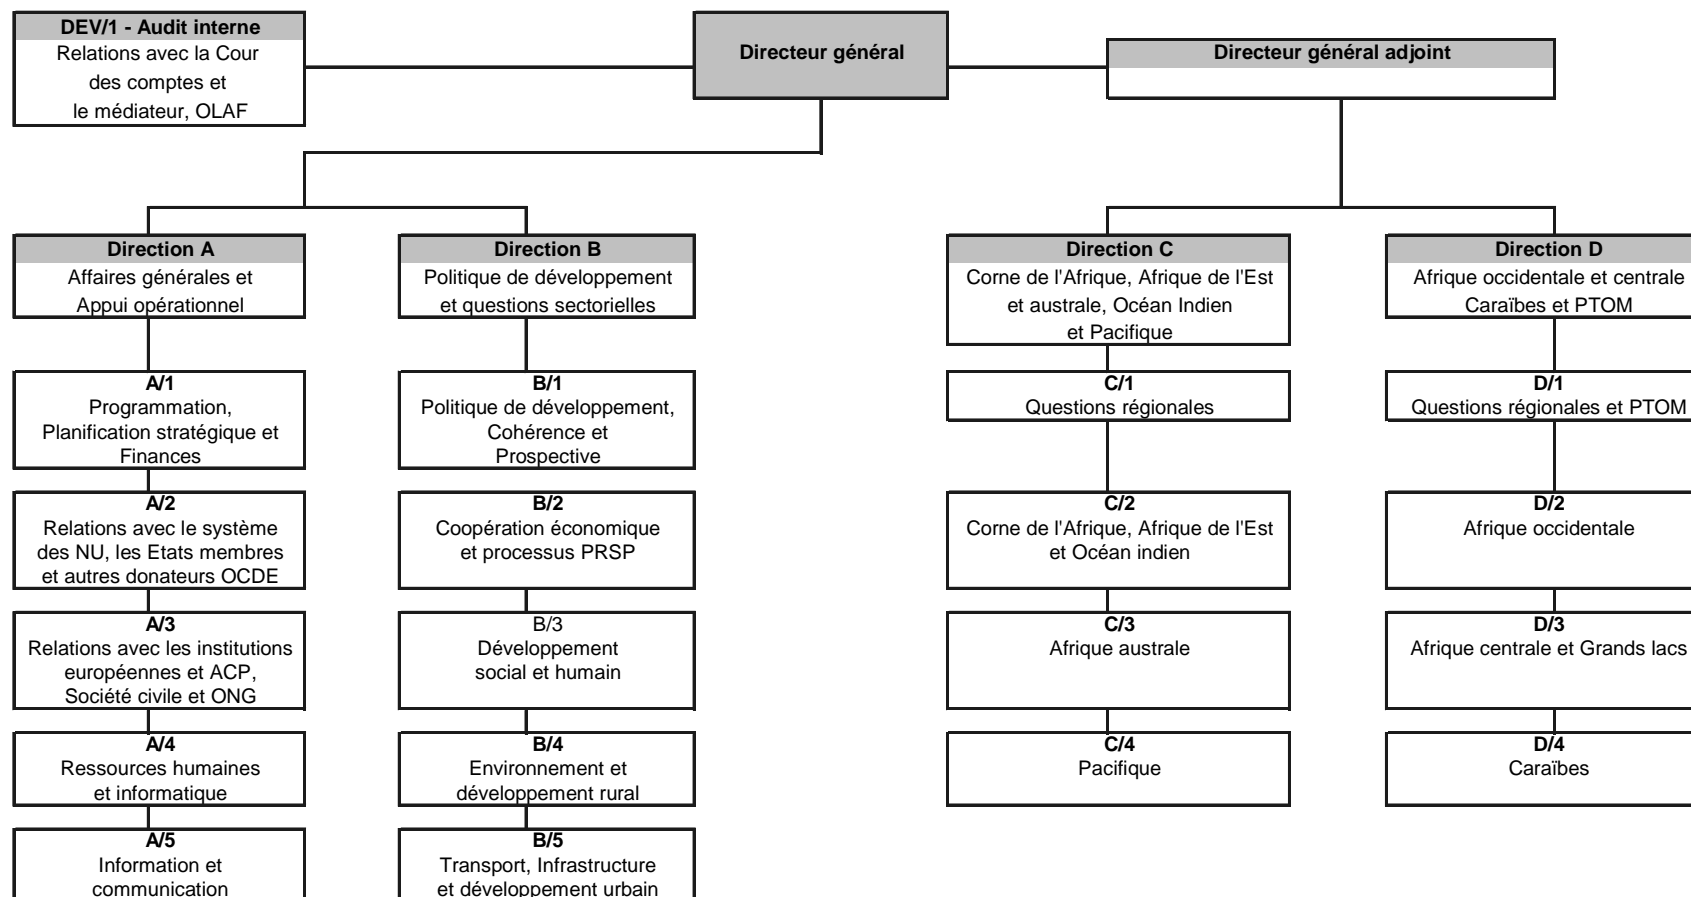 DEV/1 - Audit interne
Relations avec la Cour
des comptes et
le médiateur, OLAF
Directeur général
Directeur général adjoint
Direction A
Affaires générales et
Appui opérationnel
Direction B
Politique de développement
et questions sectorielles
Direction C
Corne de l'Afrique, Afrique de l'Est
et australe, Océan Indien
et Pacifique
Direction D
Afrique occidentale et centrale
Caraïbes et PTOM
A/1
Programmation,
Planification stratégique et
Finances
B/1
Politique de développement,
Cohérence et
Prospective
C/1
Questions régionales
D/1
Questions régionales et PTOM
A/2
Relations avec le système
des NU, les Etats membres
et autres donateurs OCDE
B/2
Coopération économique
et processus PRSP
C/2
Corne de l'Afrique, Afrique de l'Est
et Océan indien
D/2
Afrique occidentale
A/3
Relations avec les institutions
européennes et ACP,
Société civile et ONG
B/3
Développement
social et humain
C/3
Afrique australe
D/3
Afrique centrale et Grands lacs
A/4
Ressources humaines
et informatique
B/4
Environnement et
développement rural
C/4
Pacifique
D/4
Caraïbes
A/5
Information et
communication
B/5
Transport, Infrastructure
et développement urbain